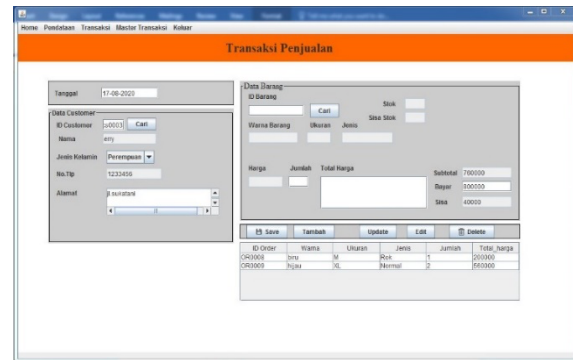 Home Pendataan Transaksi Master Transaksi Keluar
Transaksi Penjualan
Tanggal 17-08-2020
Data Customer
ID Customer p0003 Cari
Nama erry
Jenis Kelamin Perempuan
No.Tlp 1233456
Alamat jl.sukatani
Data Barang
ID Barang
Cari
Stok
Sisa Stok
Warna Barang Ukuran Jenis
Harga Jumlah Total Harga
Subtotal 760000
Bayar 800000
Sisa 40000
Save Tambah Update Edit Delete
ID Order Warna Ukuran Jenis Jumlah Total_harga
OR0008 biru M Rok 1 200000
OR0009 hijau XL Normal 2 560000